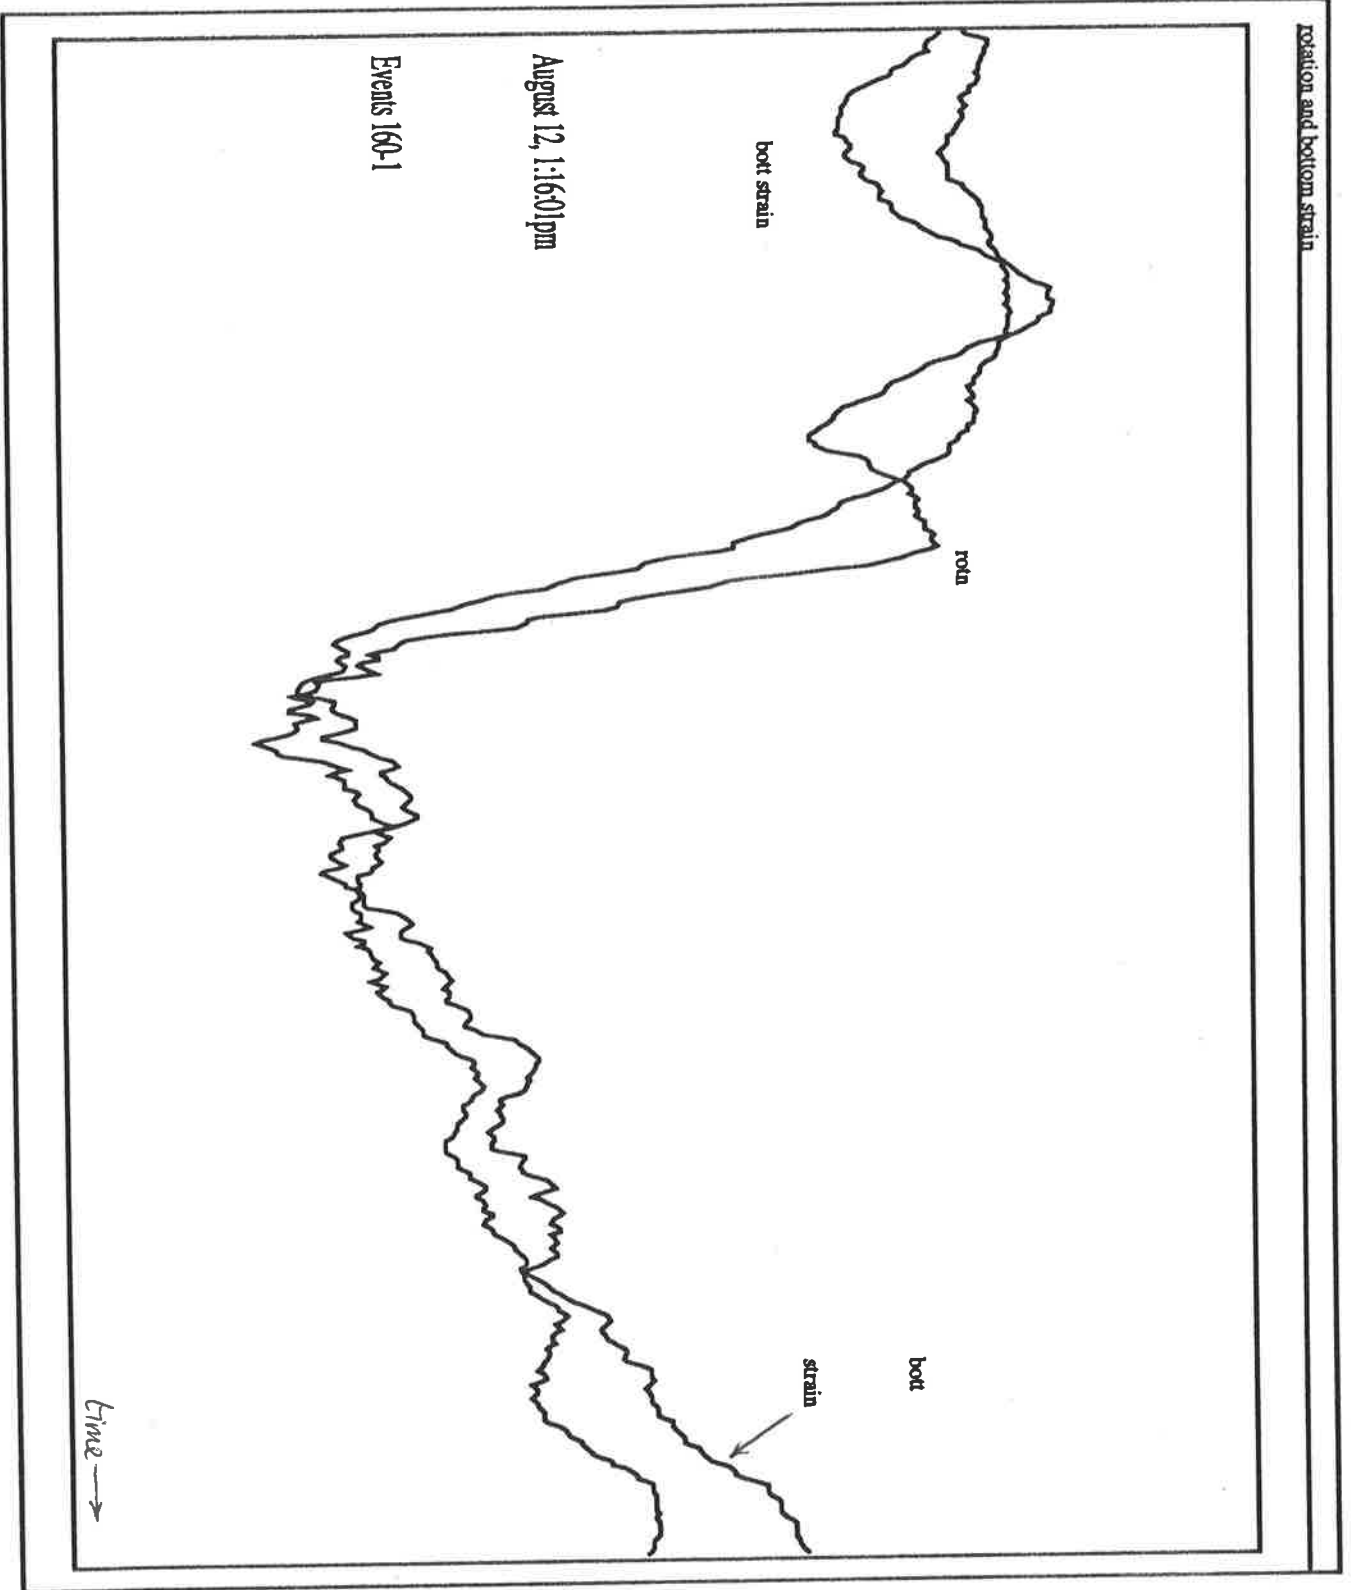 rotation and bottom strain
bott strain
rotn
August 12, 1:16:01pm
Events 160-1
bott
strain
time →